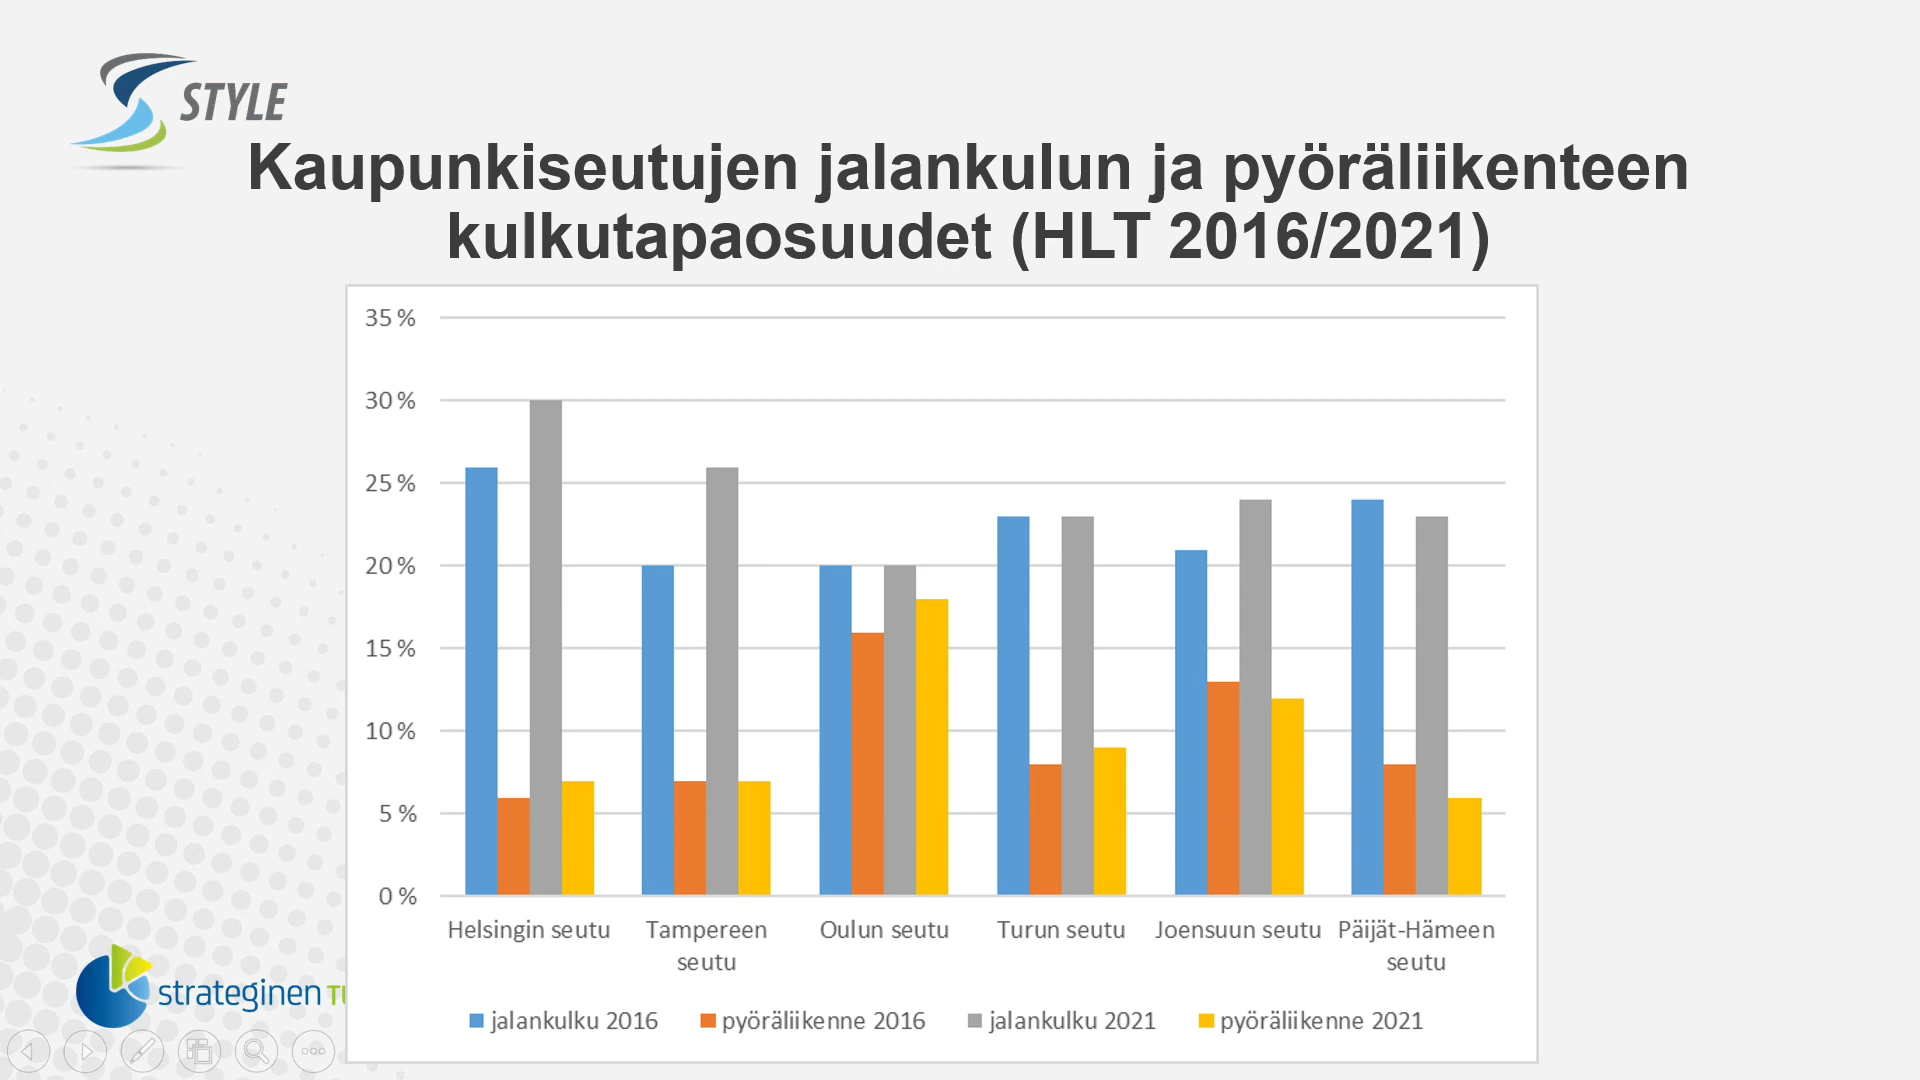 STYLE
Kaupunkiseutujen jalankulun ja pyöräliikenteen
kulkutapaosuudet (HLT 2016/2021)
35 %
30 %
25 %
20 %
15 %
10 %
5 %
0 %
Helsingin seutu
Tampereen
seutu
Oulun seutu
Turun seutu
Joensuun seutu
Päijät-Hämeen
seutu
jalankulku 2016
pyöräliikenne 2016
jalankulku 2021
pyöräliikenne 2021
strateginen